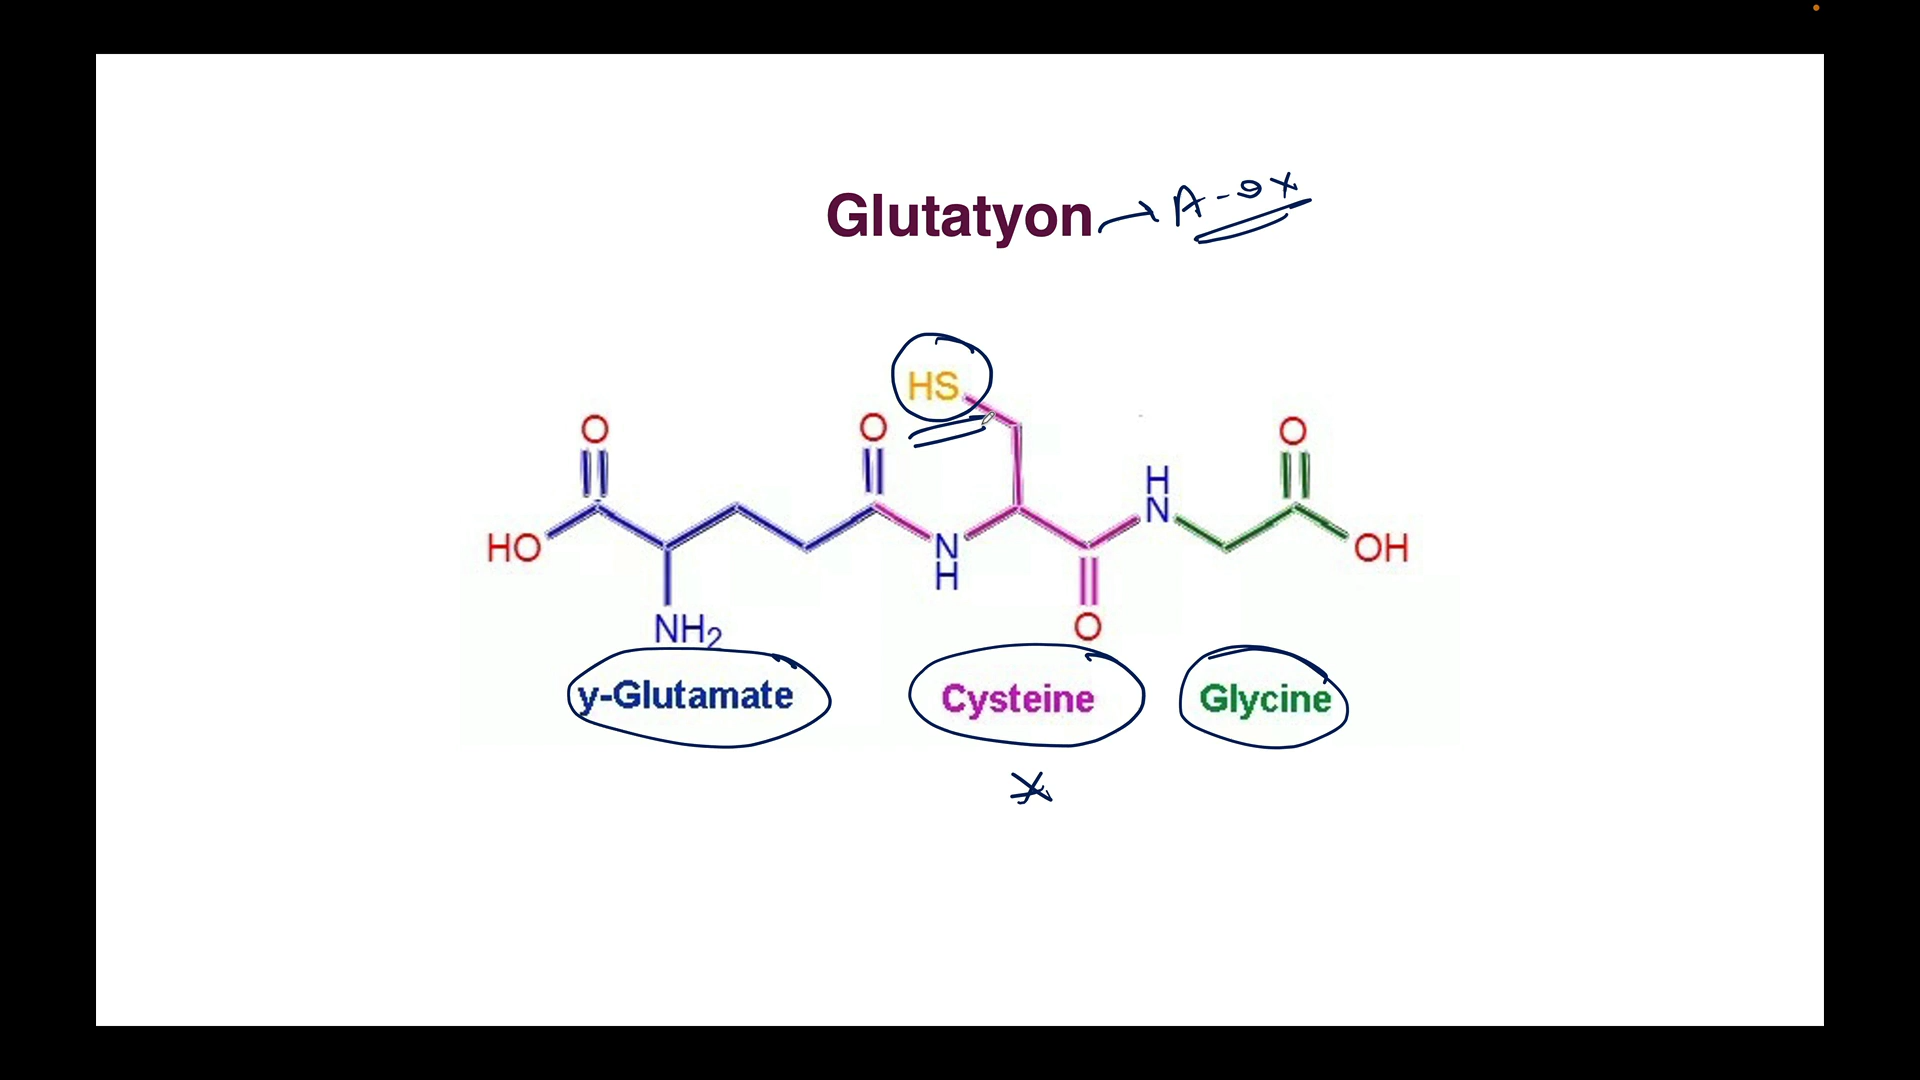 Glutatyon → A-ox
HS
O O O
H
HO N OH
N
H
NH₂ O
y-Glutamate Cysteine Glycine